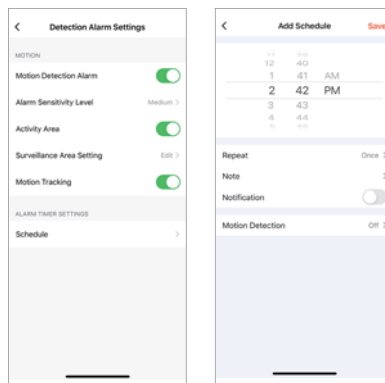 Detection Alarm Settings
MOTION
Motion Detection Alarm
Alarm Sensitivity Level Medium
Activity Area
Surveillance Area Setting Edit
Motion Tracking
ALARM TIMER SETTINGS
Schedule
Add Schedule Save
12 40
1 41 AM
2 42 PM
3 43
4 44
Repeat Once
Note
Notification
Motion Detection Off